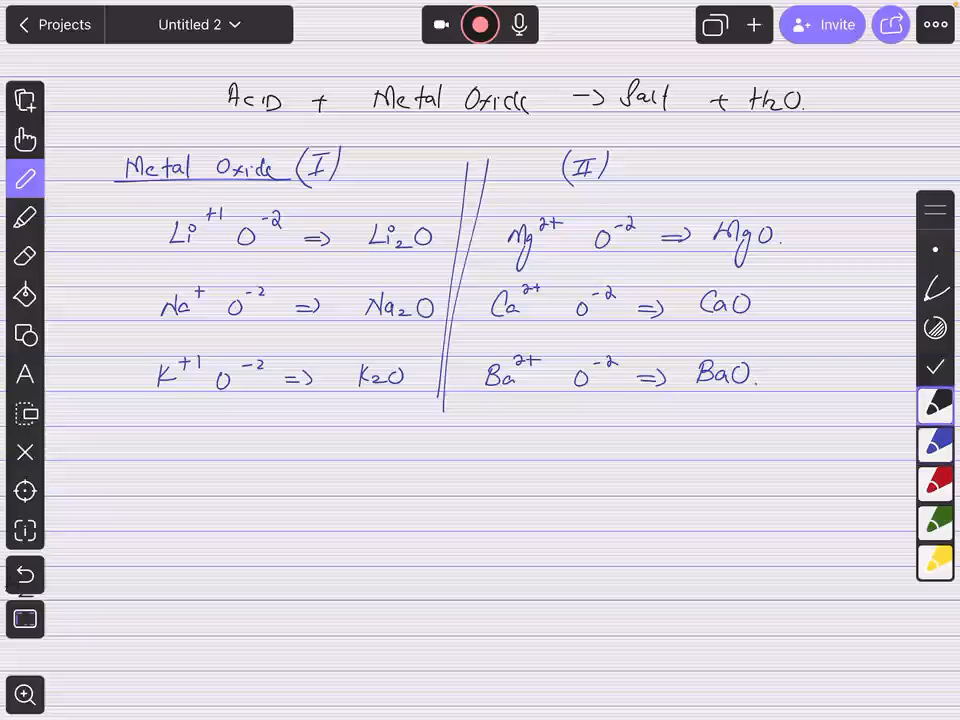 Projects Untitled 2 Invite
Acid + Metal Oxide -> Salt + H2O.
Metal Oxide (I) (II)
Li+1 O-2 => Li2O Mg2+ O-2 => MgO.
Na+ O-2 => Na2O Ca2+ O-2 => CaO
K+1 O-2 => K2O Ba2+ O-2 => BaO.